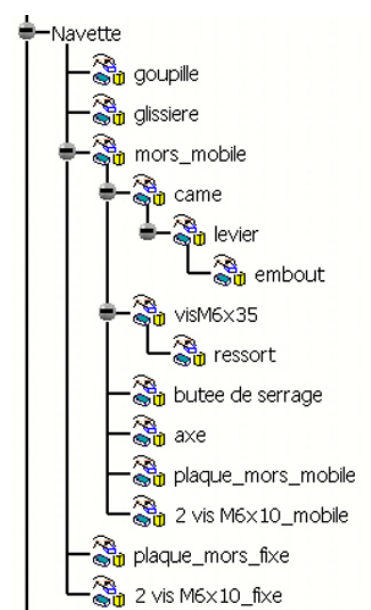 Navette
goupille
glissiere
mors_mobile
came
levier
embout
visM6x35
ressort
butee de serrage
axe
plaque_mors_mobile
2 vis M6x10_mobile
plaque_mors_fixe
2 vis M6x10_fixe